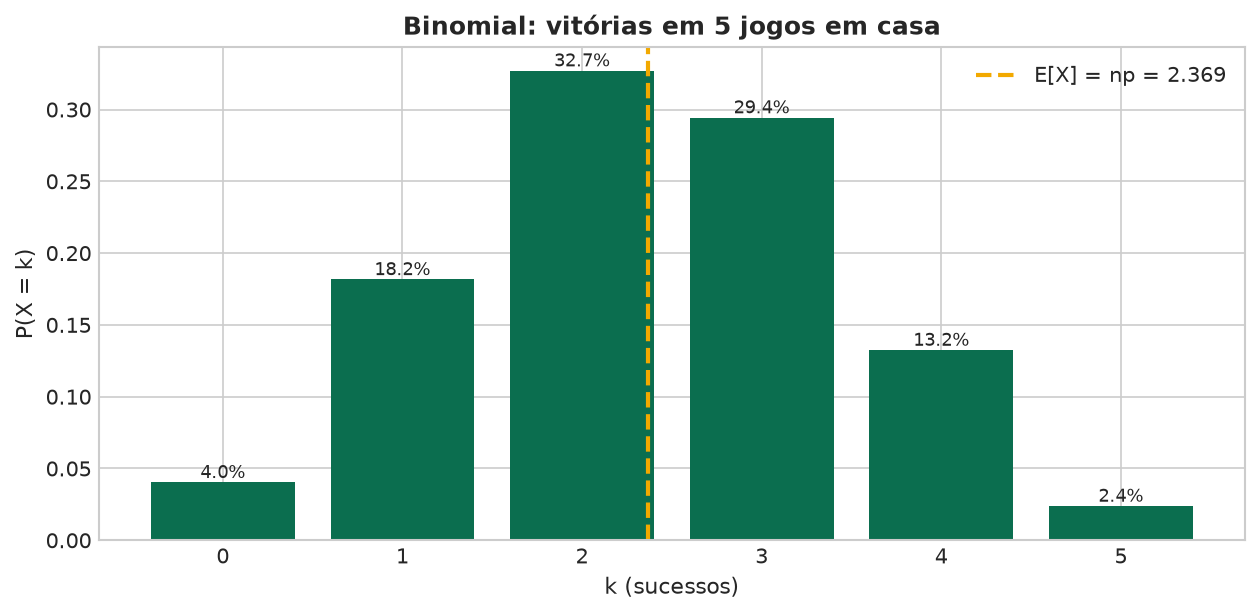 Binomial: vitórias em 5 jogos em casa
E[X] = np = 2.369
P(X = k)
0.30
0.25
0.20
0.15
0.10
0.05
0.00
4.0%
18.2%
32.7%
29.4%
13.2%
2.4%
0 1 2 3 4 5
k (sucessos)